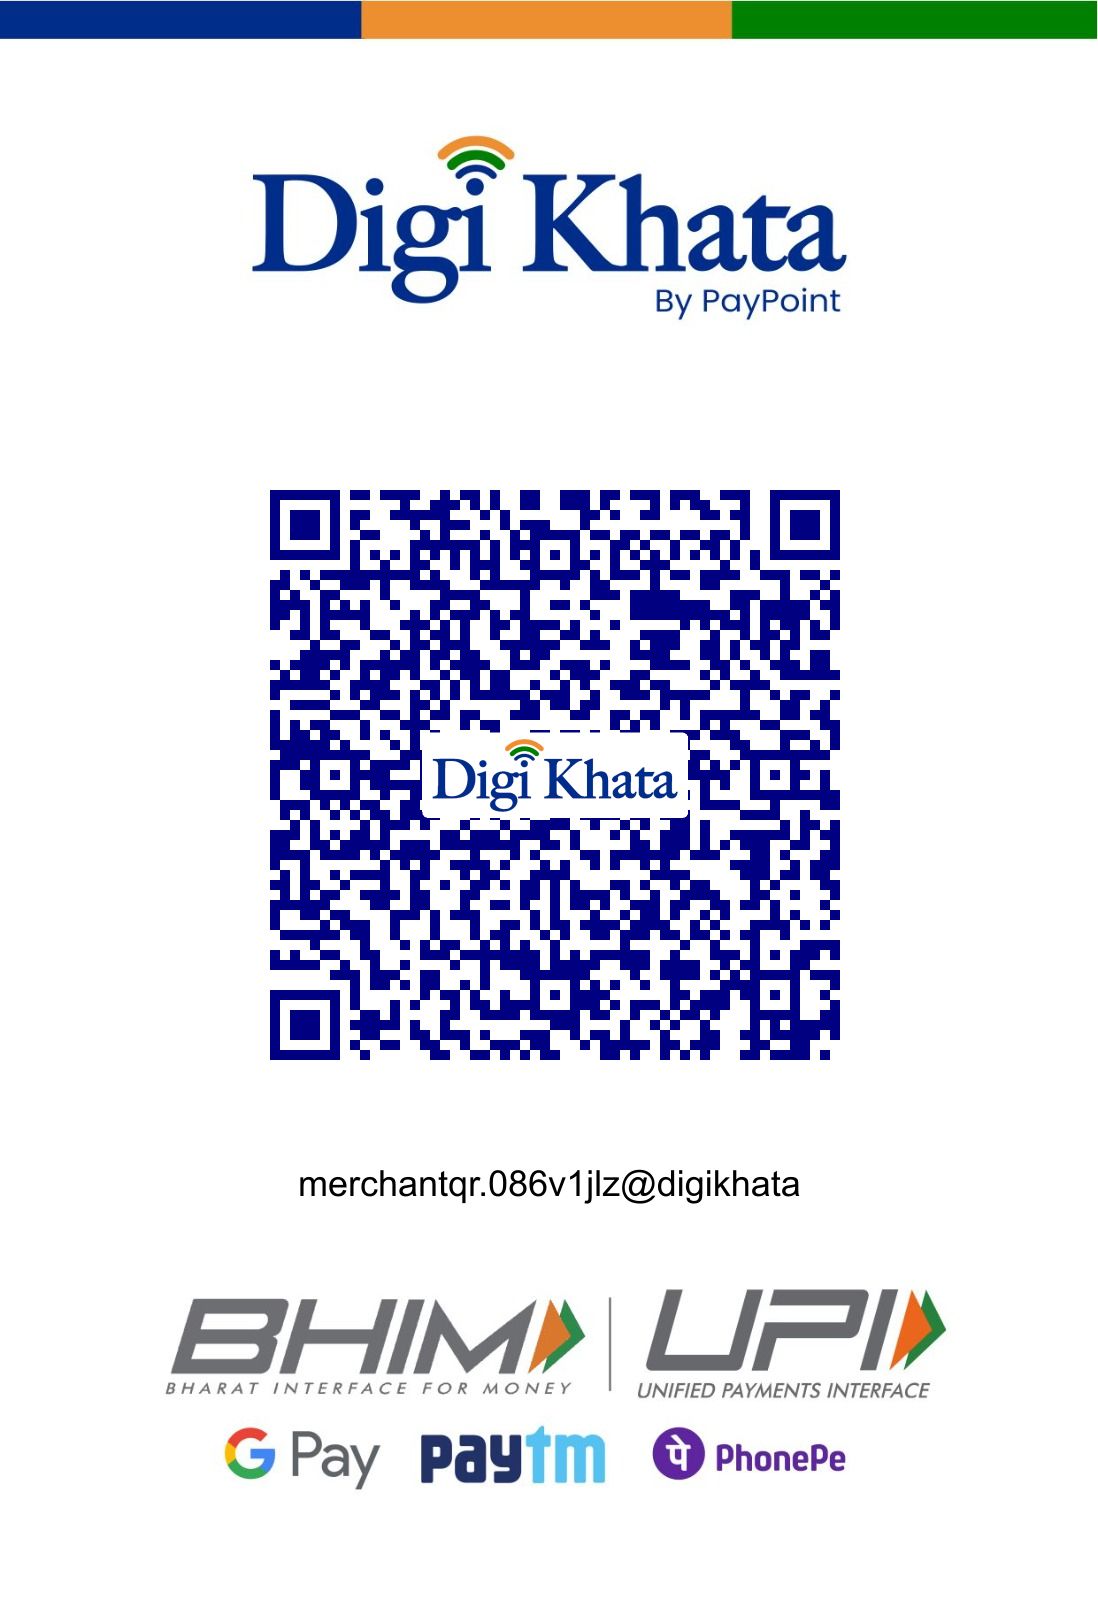 Digi Khata
By PayPoint
Digi Khata
merchantqr.086v1jlz@digikhata
BHIM
BHARAT INTERFACE FOR MONEY
UPI
UNIFIED PAYMENTS INTERFACE
G Pay
paytm
पे PhonePe